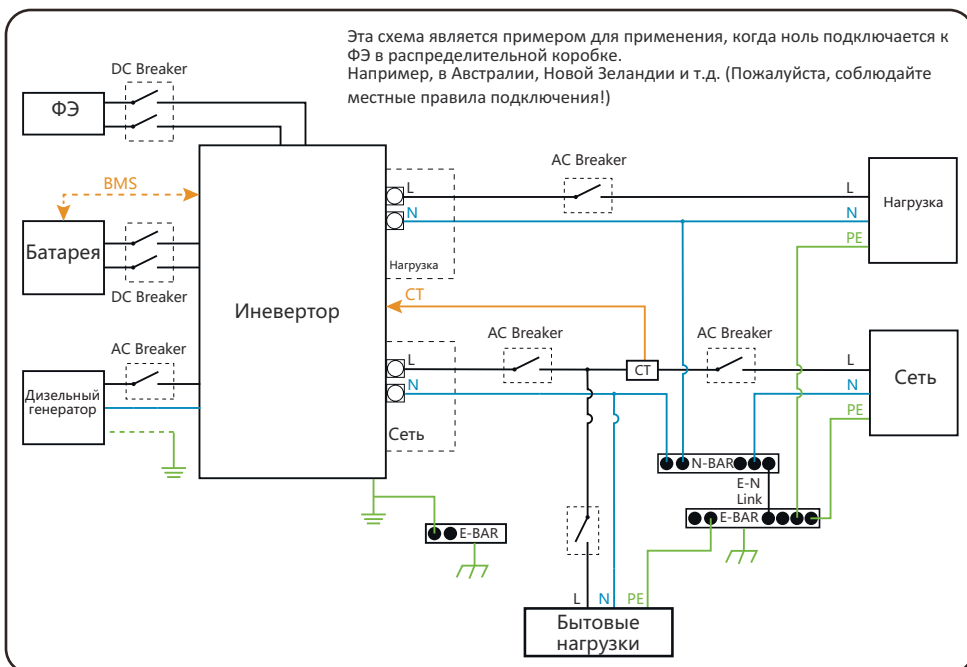 Эта схема является примером для применения, когда ноль подключается к
ФЭ в распределительной коробке.
Например, в Австралии, Новой Зеландии и т.д. (Пожалуйста, соблюдайте
местные правила подключения!)
DC Breaker
ФЭ
AC Breaker
BMS
L
L
N
N
Нагрузка
PE
Батарея
Нагрузка
DC Breaker
CT
Иневертор
AC Breaker
AC Breaker
AC Breaker
L
CT
L
Дизельный
генератор
N
N
Сеть
PE
Сеть
N-BAR
E-N
Link
E-BAR
E-BAR
L
N
PE
Бытовые
нагрузки